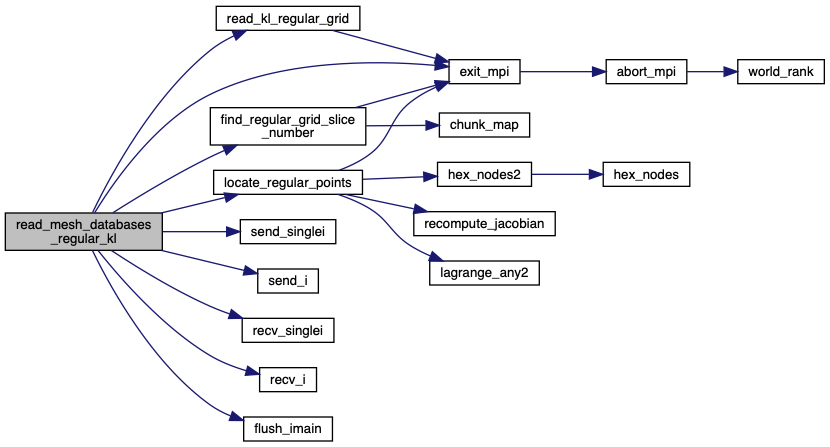 read_kl_regular_grid
exit_mpi
abort_mpi
world_rank
find_regular_grid_slice
_number
chunk_map
locate_regular_points
hex_nodes2
hex_nodes
read_mesh_databases
_regular_kl
send_singlei
recompute_jacobian
lagrange_any2
send_i
recv_singlei
recv_i
flush_imain